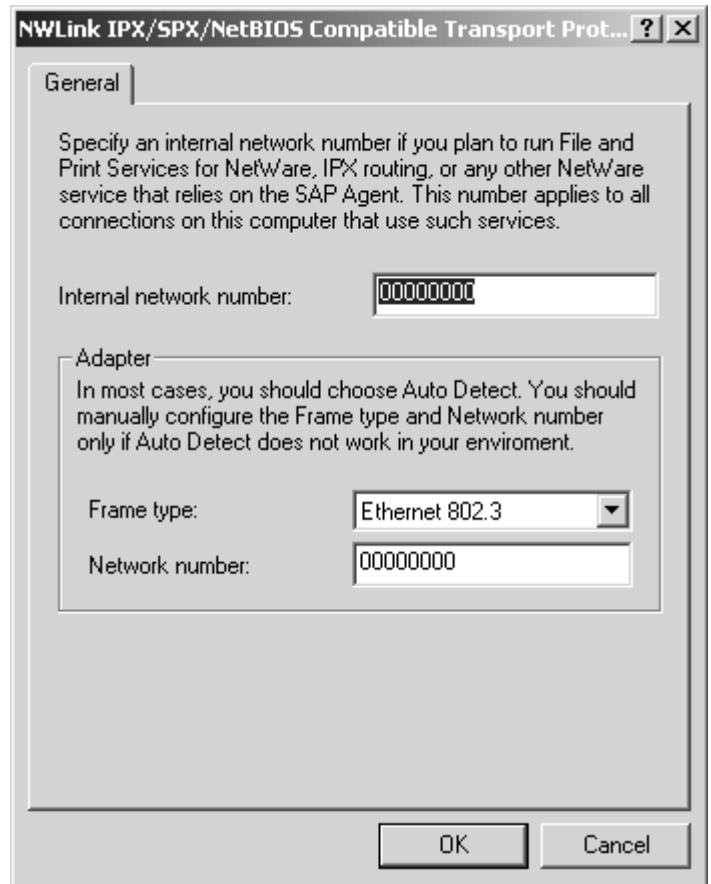 NWLink IPX/SPX/NetBIOS Compatible Transport Prot... ? X
General
Specify an internal network number if you plan to run File and
Print Services for NetWare, IPX routing, or any other NetWare
service that relies on the SAP Agent. This number applies to all
connections on this computer that use such services.
Internal network number: 00000000
Adapter
In most cases, you should choose Auto Detect. You should
manually configure the Frame type and Network number
only if Auto Detect does not work in your enviroment.
Frame type: Ethernet 802.3
Network number: 00000000
OK Cancel